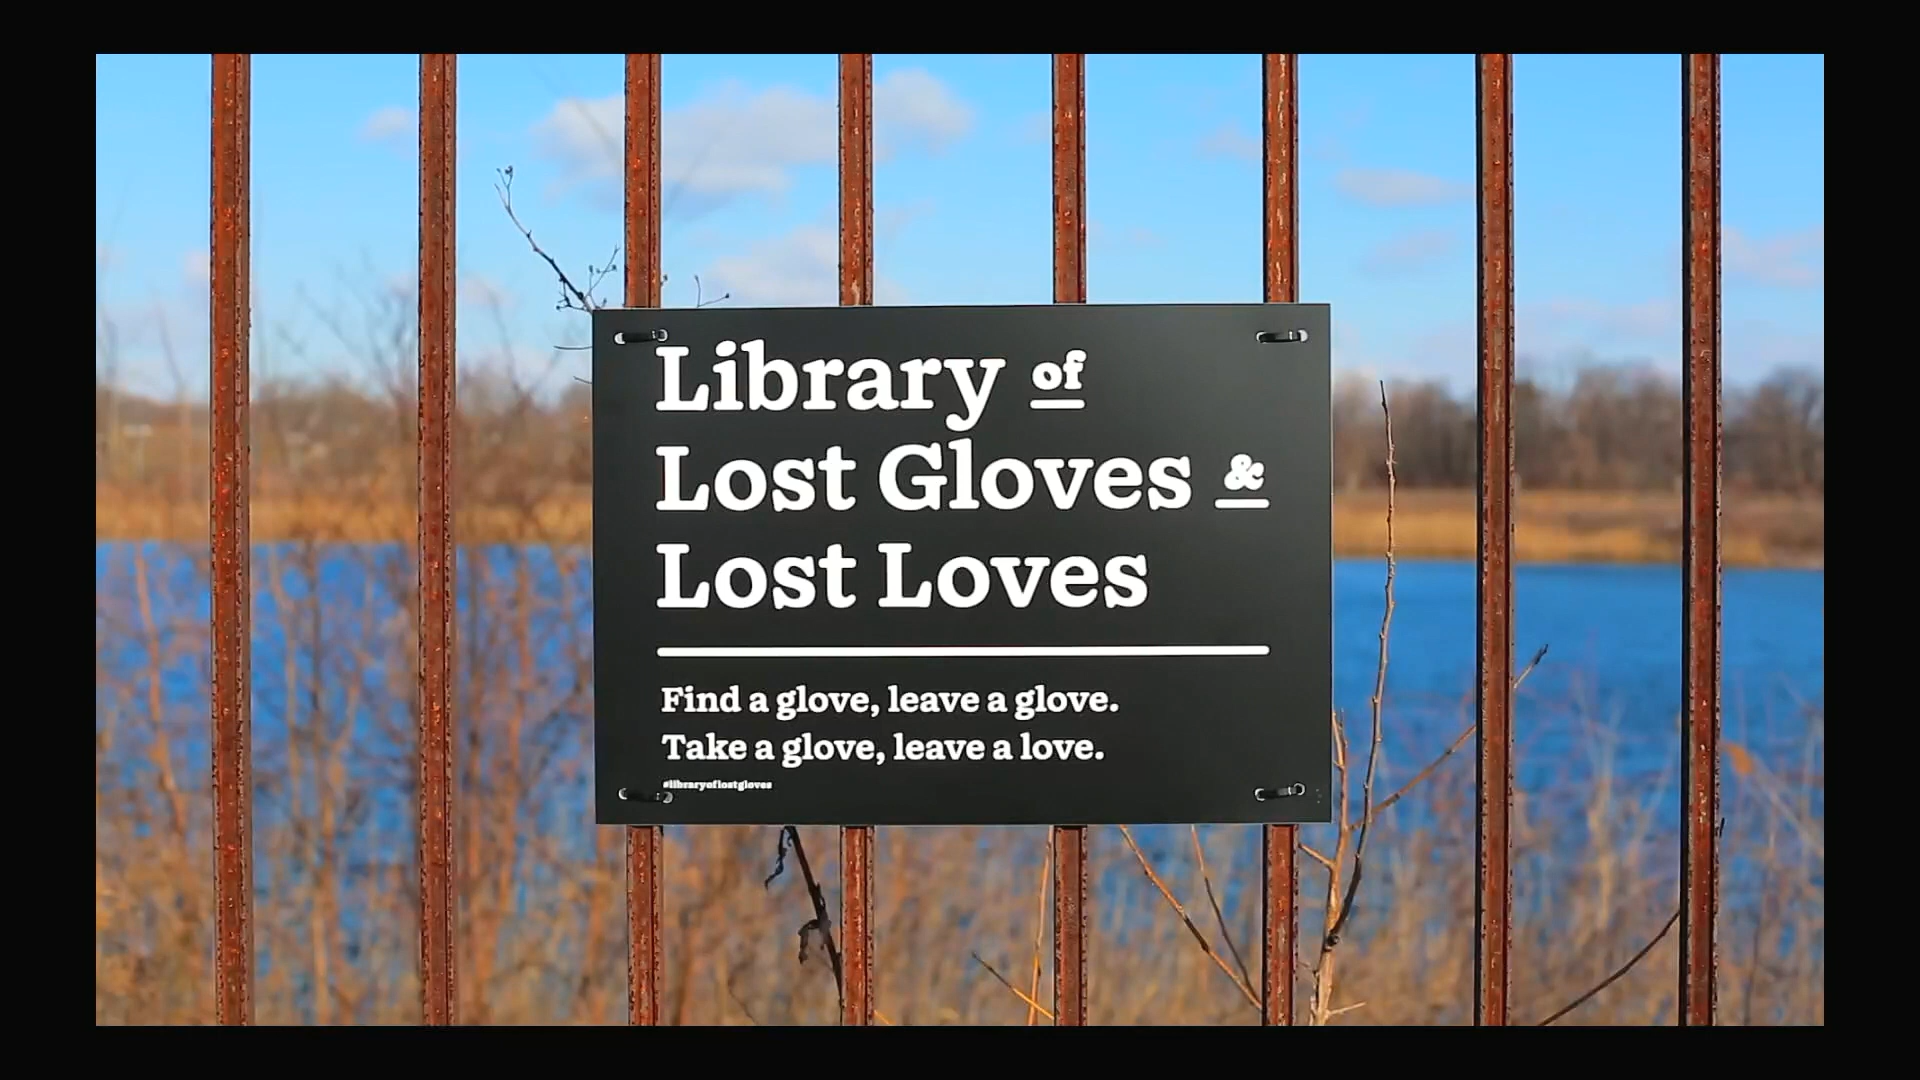 Library of
Lost Gloves &
Lost Loves
Find a glove, leave a glove.
Take a glove, leave a love.
#libraryoflostgloves